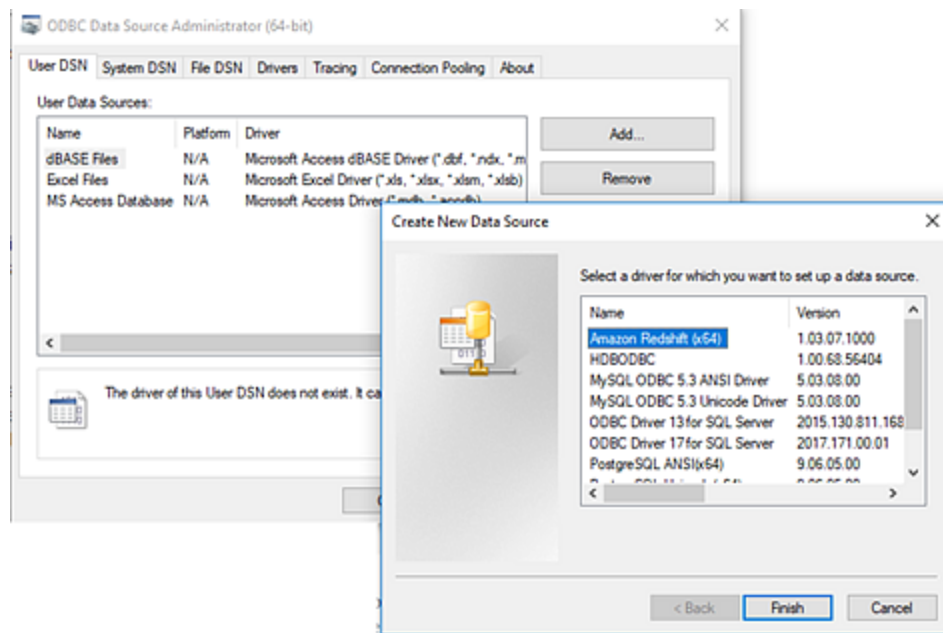 ODBC Data Source Administrator (64-bit)
User DSN System DSN File DSN Drivers Tracing Connection Pooling About
User Data Sources:
Name Platform Driver
dBASE Files N/A Microsoft Access dBASE Driver (*.dbf, *.ndx, *.m
Excel Files N/A Microsoft Excel Driver (*.xls, *.xlsx, *.xlsm, *.xlsb)
MS Access Database N/A Microsoft Access Driver (*.mdb, *.accdb)
Add...
Remove
The driver of this User DSN does not exist. It ca
Create New Data Source
Select a driver for which you want to set up a data source.
Name Version
Amazon Redshift (x64) 1.03.07.1000
HDBODBC 1.00.68.56404
MySQL ODBC 5.3 ANSI Driver 5.03.08.00
MySQL ODBC 5.3 Unicode Driver 5.03.08.00
ODBC Driver 13 for SQL Server 2015.130.811.168
ODBC Driver 17 for SQL Server 2017.171.00.01
PostgreSQL ANSI(x64) 9.06.05.00
< Back Finish Cancel